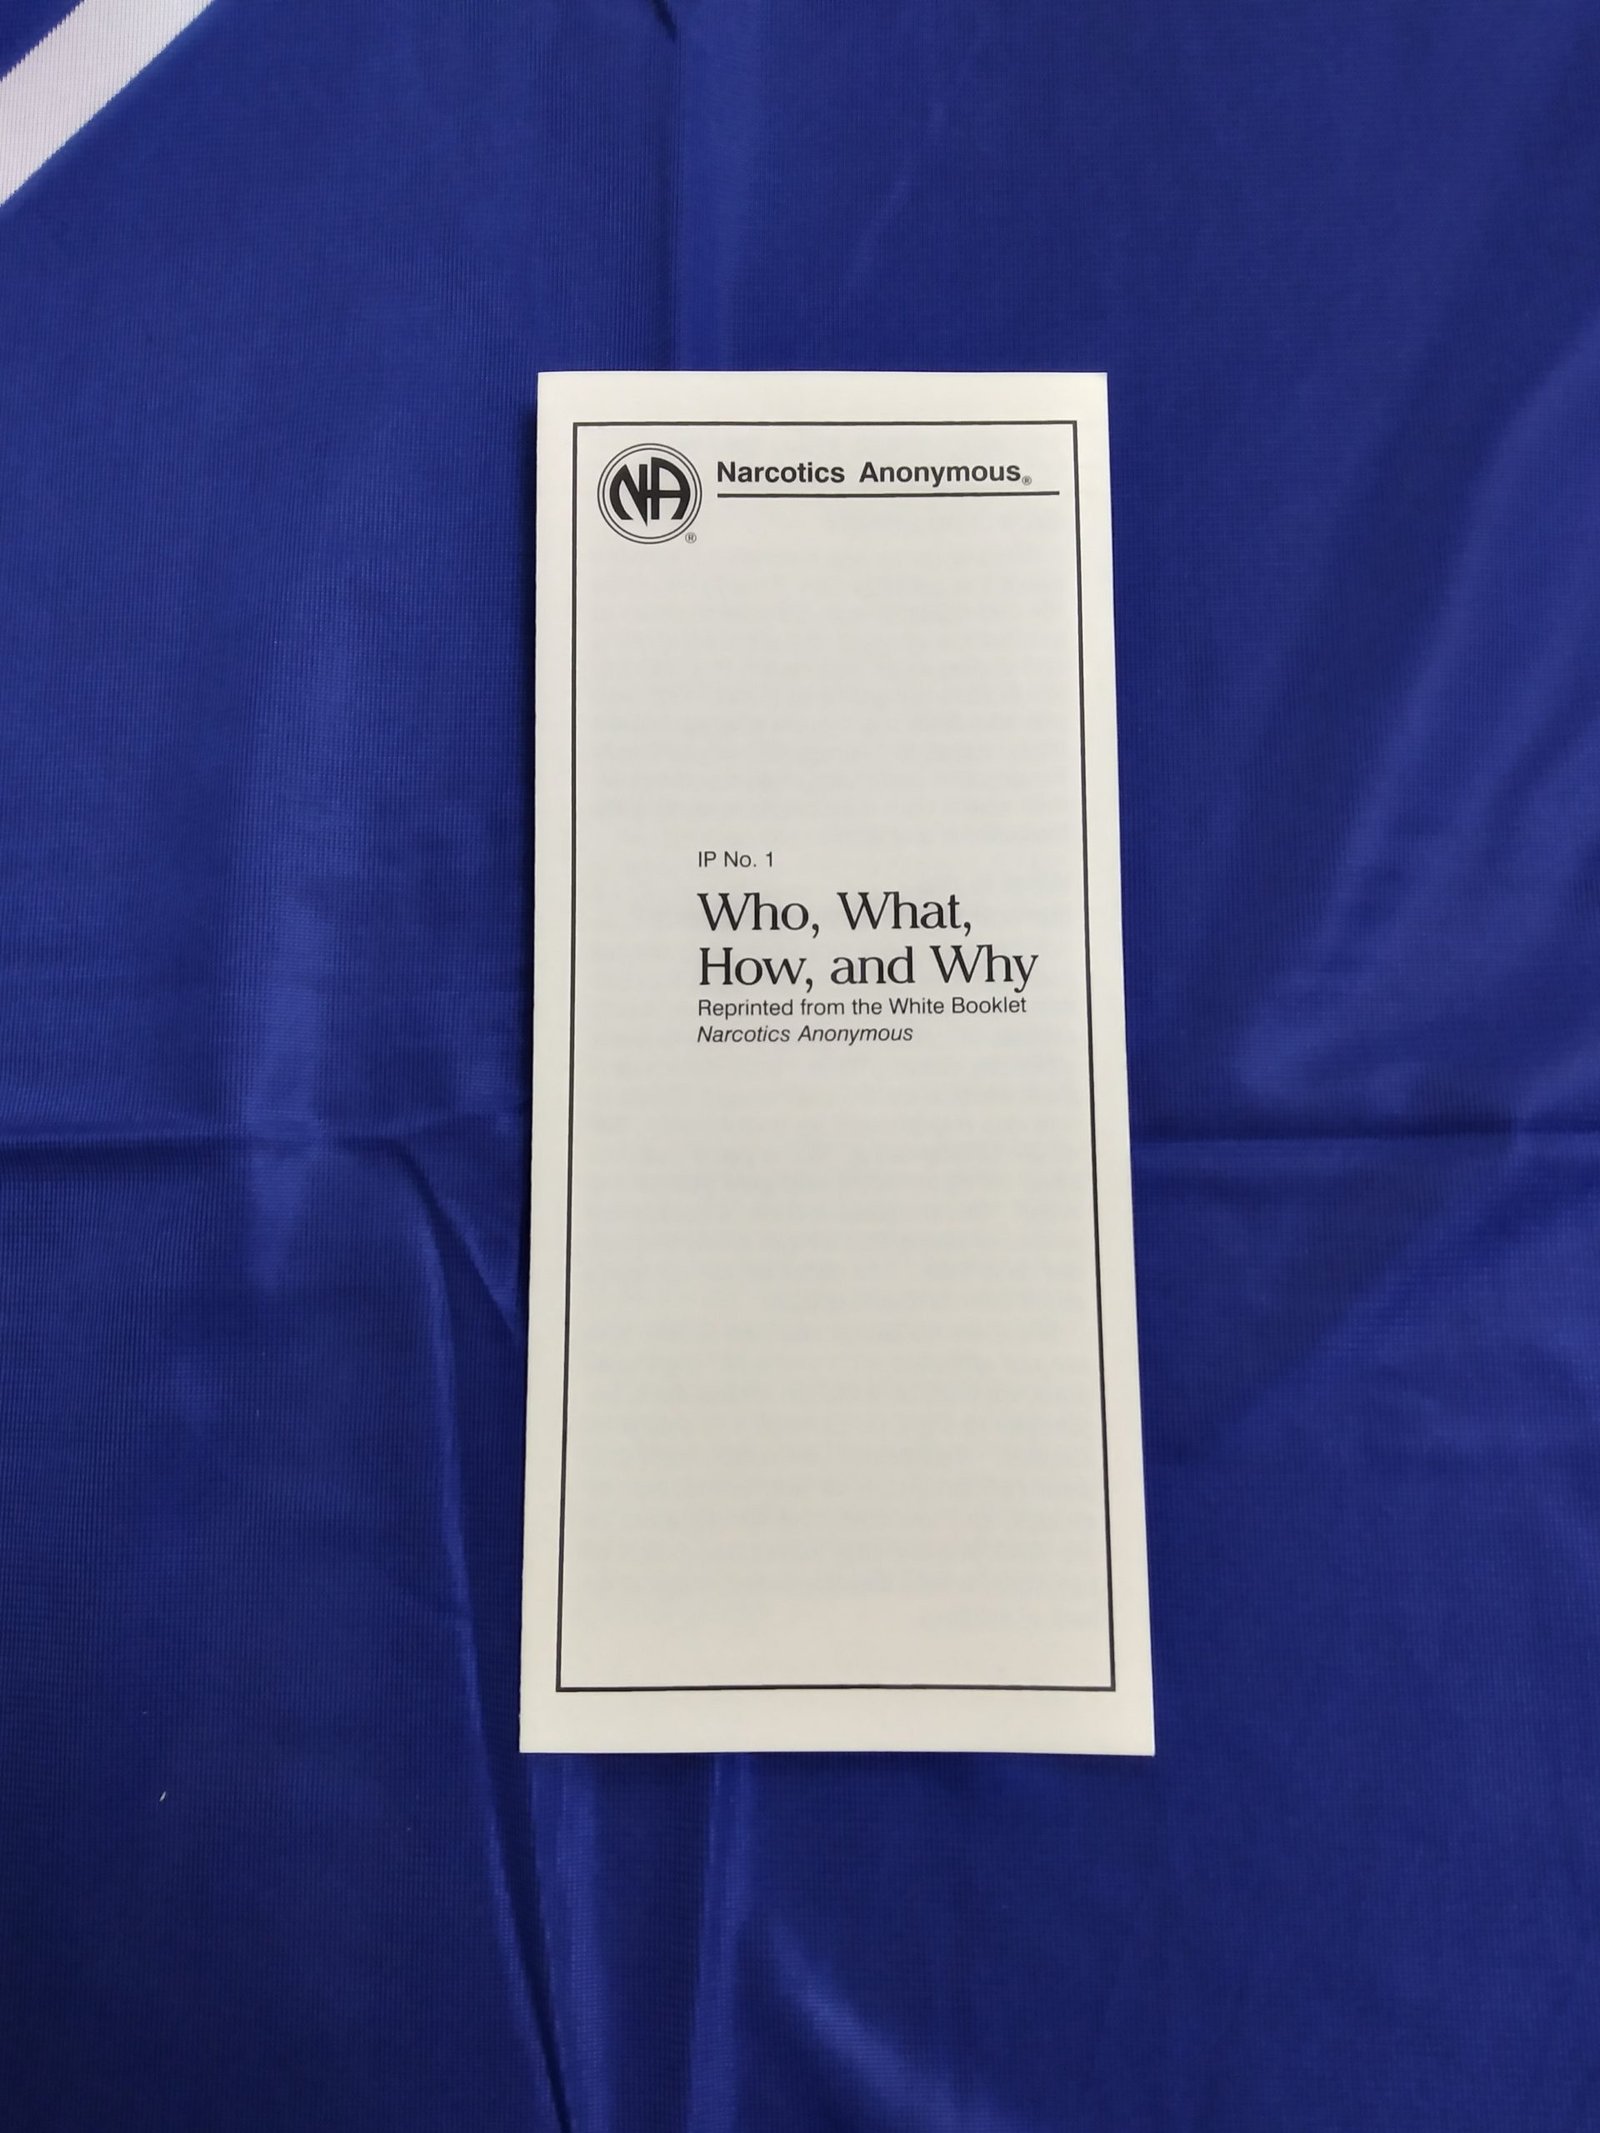 NA
®
Narcotics Anonymous®
IP No. 1
Who, What,
How, and Why
Reprinted from the White Booklet
Narcotics Anonymous